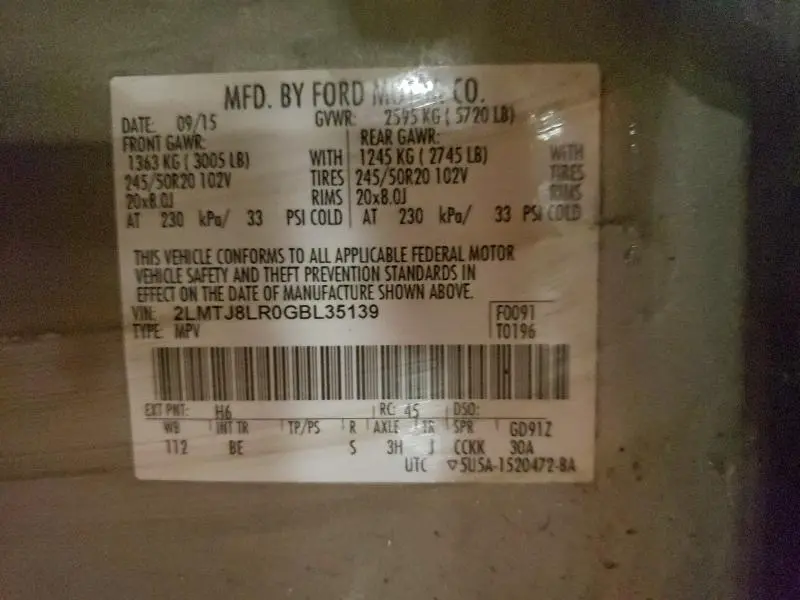 MFD. BY FORD MOTOR CO.
DATE: 09/15 GVWR: 2595 KG ( 5720 LB)
FRONT GAWR: REAR GAWR:
1363 KG ( 3005 LB) WITH 1245 KG ( 2745 LB) WITH
245/50R20 102V TIRES 245/50R20 102V TIRES
20x8.0J RIMS 20x8.0J RIMS
AT 230 kPa/ 33 PSI COLD AT 230 kPa/ 33 PSI COLD
THIS VEHICLE CONFORMS TO ALL APPLICABLE FEDERAL MOTOR
VEHICLE SAFETY AND THEFT PREVENTION STANDARDS IN
EFFECT ON THE DATE OF MANUFACTURE SHOWN ABOVE.
VIN: 2LMTJ8LR0GBL35139 F0091
TYPE: MPV T0196
EXT PNT: H6 RC: 45 DSO:
WB INT TR TP/PS R AXLE TR SPR GD91Z
112 BE S 3H J CCKK 30A
UTC ▽5U5A-1520472-BA